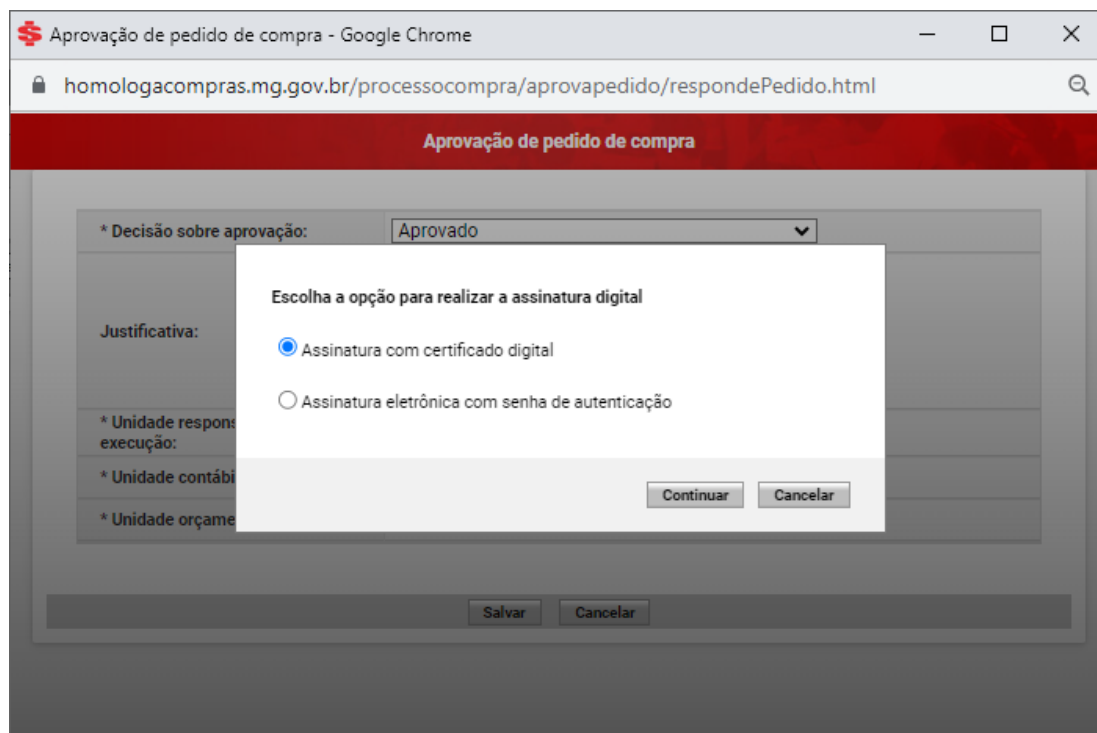 Aprovação de pedido de compra - Google Chrome
homologacompras.mg.gov.br/processocompra/aprovapedido/respondePedido.html
Aprovação de pedido de compra
* Decisão sobre aprovação: Aprovado
Escolha a opção para realizar a assinatura digital
Justificativa:
Assinatura com certificado digital
Assinatura eletrônica com senha de autenticação
* Unidade respons
execução:
* Unidade contábi
Continuar Cancelar
* Unidade orçame
Salvar Cancelar